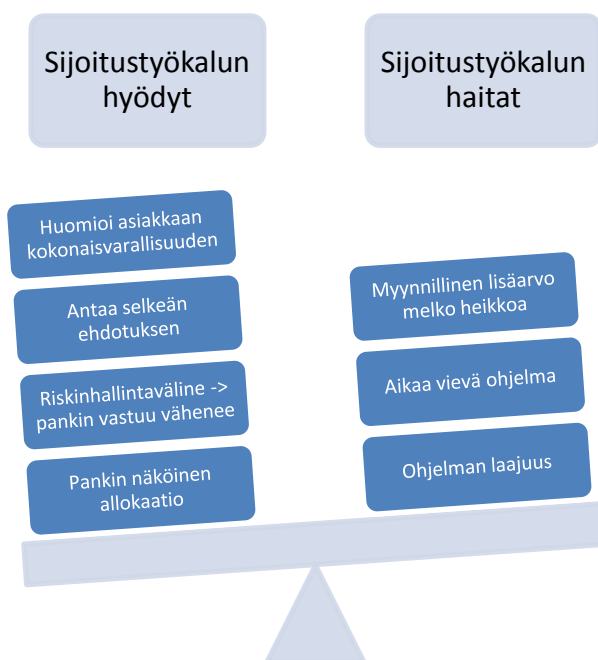 Sijoitustyökalun
hyödyt
Sijoitustyökalun
haitat
Huomioi asiakkaan
kokonaisvarallisuuden
Antaa selkeän
ehdotuksen
Riskinhallintaväline ->
pankin vastuu vähenee
Pankin näköinen
allokaatio
Myynnillinen lisäarvo
melko heikkoa
Aikaa vievä ohjelma
Ohjelman laajuus